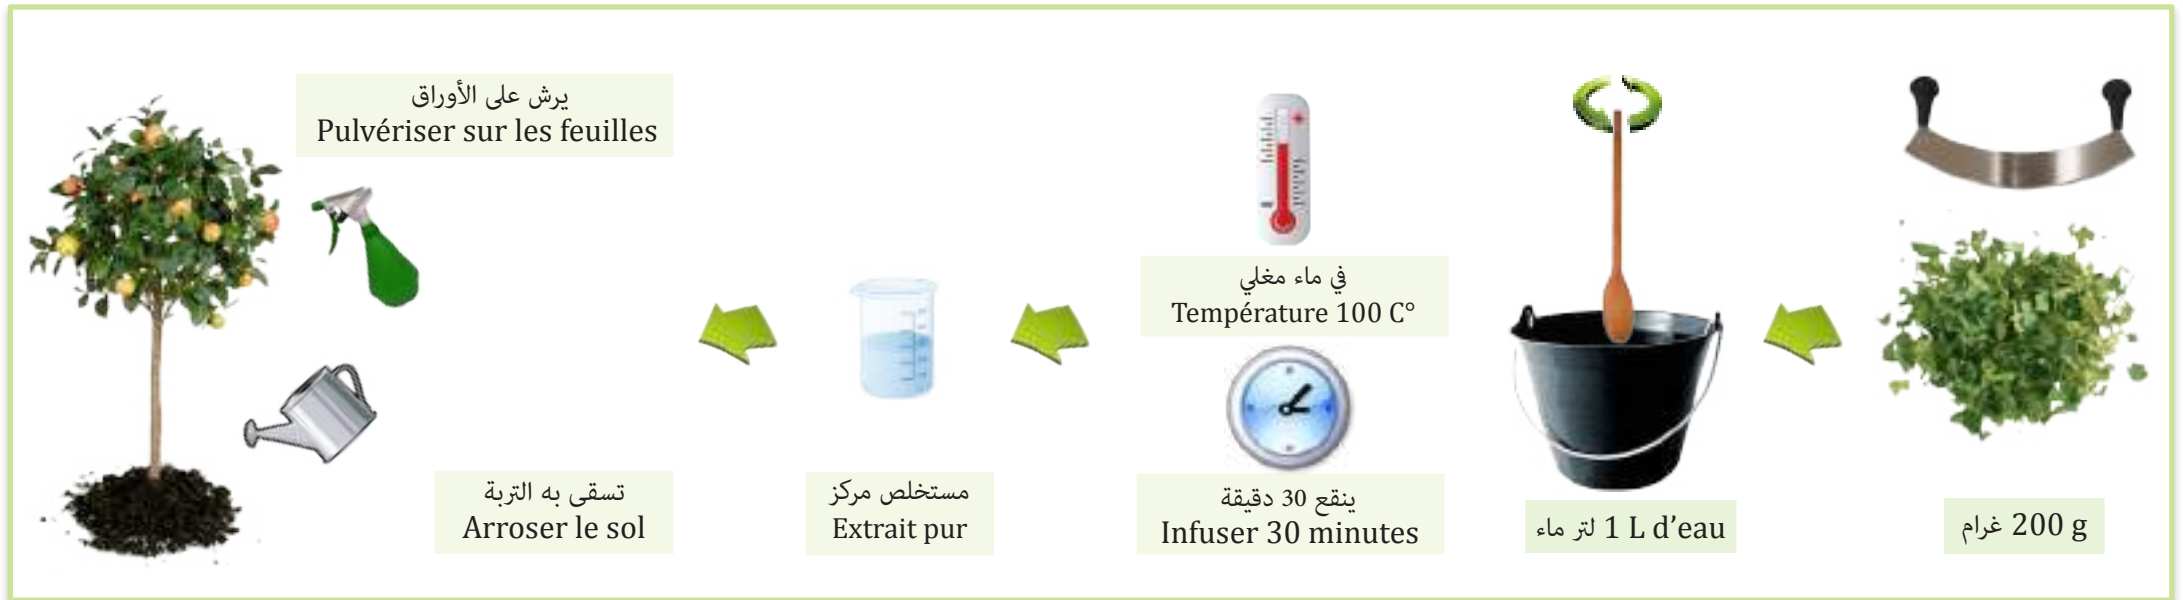 200 g غرام
1 L d'eau لتر ماء
في ماء مغلي
Température 100 C°
ينقع 30 دقيقة
Infuser 30 minutes
مستخلص مركز
Extrait pur
يرش على الأوراق
Pulvériser sur les feuilles
تسقى به التربة
Arroser le sol